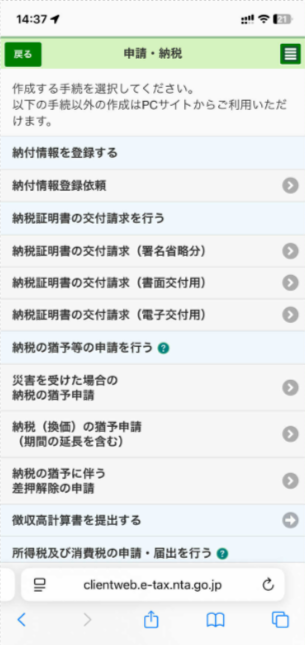 14:37
21
戻る
申請・納税
作成する手続を選択してください。
以下の手続以外の作成はPCサイトからご利用いただ
けます。
納付情報を登録する
納付情報登録依頼
納税証明書の交付請求を行う
納税証明書の交付請求（署名省略分）
納税証明書の交付請求（書面交付用）
納税証明書の交付請求（電子交付用）
納税の猶予等の申請を行う ?
災害を受けた場合の
納税の猶予申請
納税（換価）の猶予申請
（期間の延長を含む）
納税の猶予に伴う
差押解除の申請
徴収高計算書を提出する
所得税及び消費税の申請・届出を行う ?
clientweb.e-tax.nta.go.jp